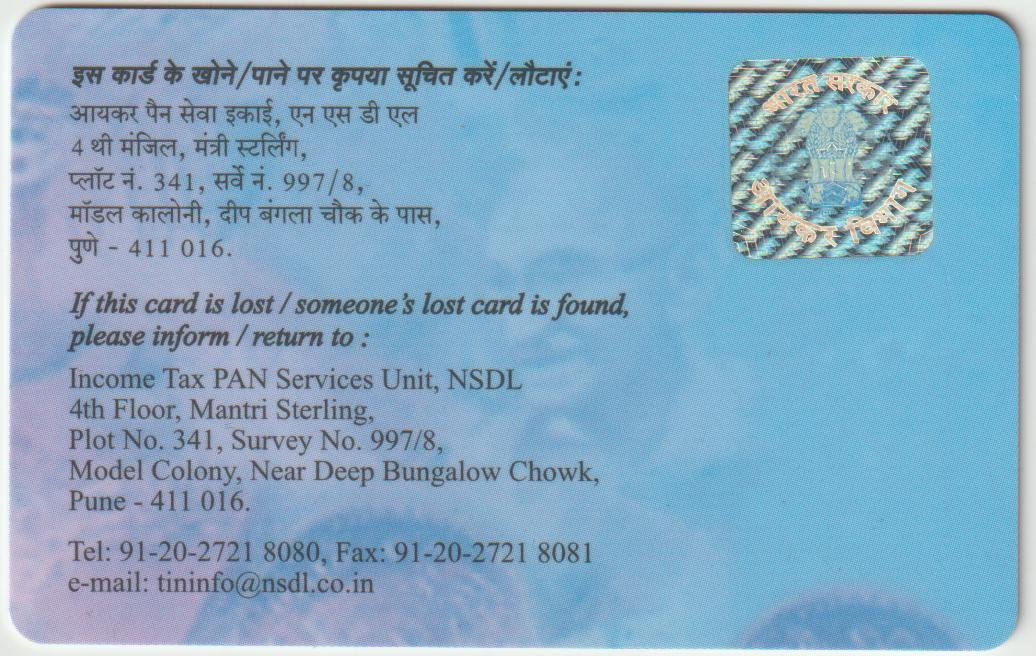 इस कार्ड के खोने/पाने पर कृपया सूचित करें/लौटाएं:
आयकर पैन सेवा इकाई, एन एस डी एल
4 थी मंजिल, मंत्री स्टर्लिंग,
प्लॉट नं. 341, सर्वे नं. 997/8,
मॉडल कालोनी, दीप बंगला चौक के पास,
पुणे - 411 016.
भारत सरकार
आयकर विभाग
If this card is lost / someone's lost card is found,
please inform / return to :
Income Tax PAN Services Unit, NSDL
4th Floor, Mantri Sterling,
Plot No. 341, Survey No. 997/8,
Model Colony, Near Deep Bungalow Chowk,
Pune - 411 016.
Tel: 91-20-2721 8080, Fax: 91-20-2721 8081
e-mail: tininfo@nsdl.co.in